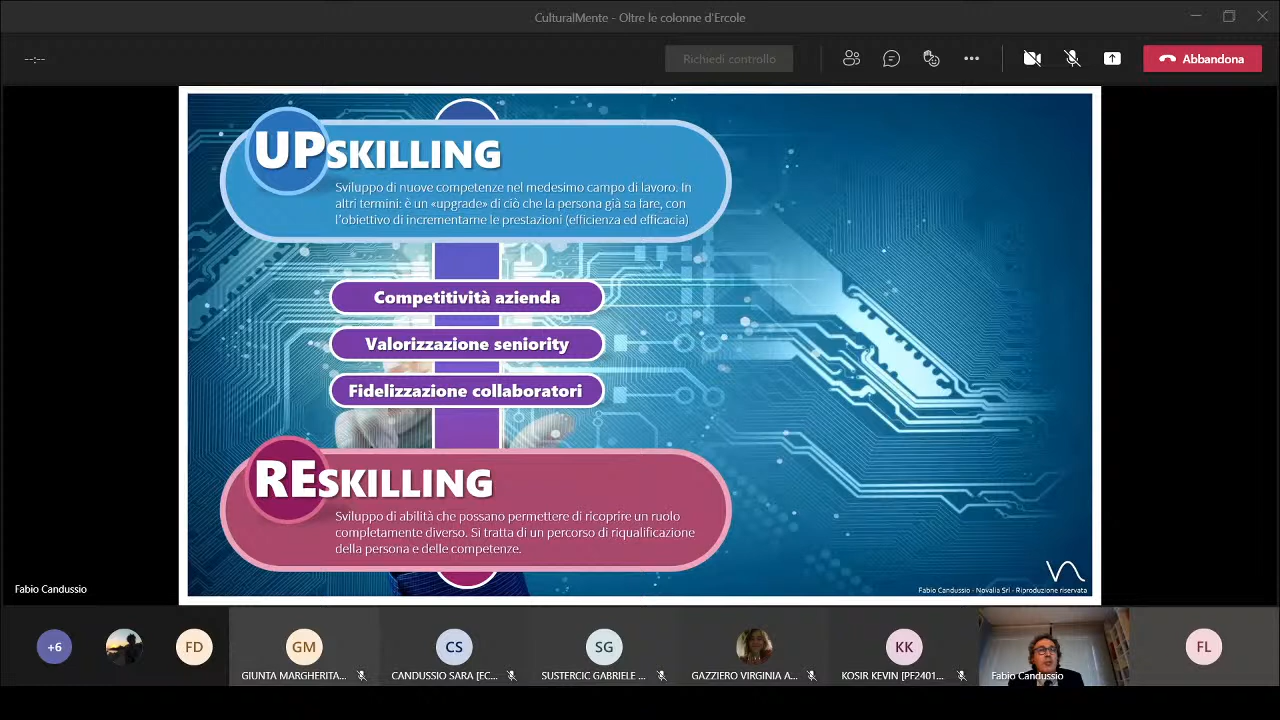 CulturalMente - Oltre le colonne d'Ercole
--:--
Richiedi controllo
Abbandona
UPSKILLING
Sviluppo di nuove competenze nel medesimo campo di lavoro. In
altri termini: è un «upgrade» di ciò che la persona già sa fare, con
l'obiettivo di incrementarne le prestazioni (efficienza ed efficacia)
Competitività azienda
Valorizzazione seniority
Fidelizzazione collaboratori
RESKILLING
Sviluppo di abilità che possano permettere di ricoprire un ruolo
completamente diverso. Si tratta di un percorso di riqualificazione
della persona e delle competenze.
Fabio Candussio - Novalia Srl - Riproduzione riservata
Fabio Candussio
+6
FD
GM
CS
SG
KK
FL
GIUNTA MARGHERITA...
CANDUSSIO SARA [EC...
SUSTERCIC GABRIELE ...
GAZZIERO VIRGINIA A...
KOSIR KEVIN [PF2401...
Fabio Candussio